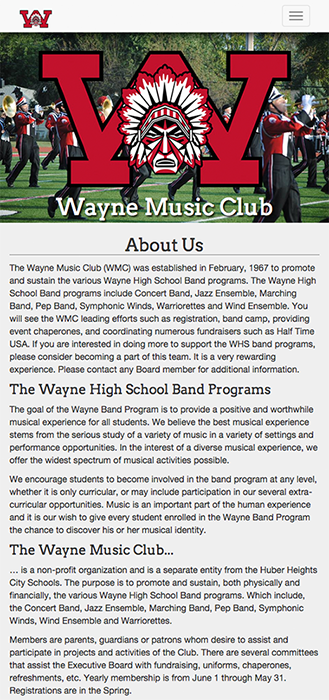 W
W
Wayne Music Club
About Us
The Wayne Music Club (WMC) was established in February, 1967 to promote
and sustain the various Wayne High School Band programs. The Wayne High
School Band programs include Concert Band, Jazz Ensemble, Marching
Band, Pep Band, Symphonic Winds, Warriorettes and Wind Ensemble. You
will see the WMC leading efforts such as registration, band camp, providing
event chaperones, and coordinating numerous fundraisers such as Half Time
USA. If you are interested in doing more to support the WHS band programs,
please consider becoming a part of this team. It is a very rewarding
experience. Please contact any Board member for additional information.
The Wayne High School Band Programs
The goal of the Wayne Band Program is to provide a positive and worthwhile
musical experience for all students. We believe the best musical experience
stems from the serious study of a variety of music in a variety of settings and
performance opportunities. In the interest of a diverse musical experience, we
offer the widest spectrum of musical activities possible.
We encourage students to become involved in the band program at any level,
whether it is only curricular, or may include participation in our several extra-
curricular opportunities. Music is an important part of the human experience
and it is our wish to give every student enrolled in the Wayne Band Program
the chance to discover his or her musical identity.
The Wayne Music Club...
... is a non-profit organization and is a separate entity from the Huber Heights
City Schools. The purpose is to promote and sustain, both physically and
financially, the various Wayne High School Band programs. Which include,
the Concert Band, Jazz Ensemble, Marching Band, Pep Band, Symphonic
Winds, Wind Ensemble and Warriorettes.
Members are parents, guardians or patrons whom desire to assist and
participate in projects and activities of the Club. There are several committees
that assist the Executive Board with fundraising, uniforms, chaperones,
refreshments, etc. Yearly membership is from June 1 through May 31.
Registrations are in the Spring.